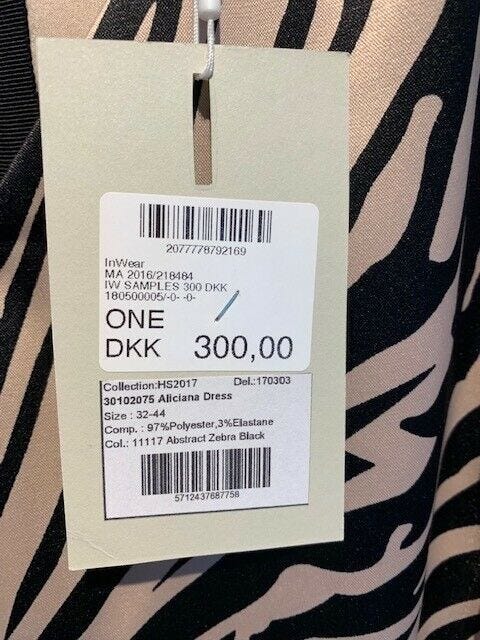 2077778792169
InWear
MA 2016/218484
IW SAMPLES 300 DKK
180500005/-0- -0-
ONE
DKK 300,00
Collection:HS2017 Del.:170303
30102075 Aliciana Dress
Size : 32-44
Comp. : 97%Polyester,3%Elastane
Col.: 11117 Abstract Zebra Black
5712437687758